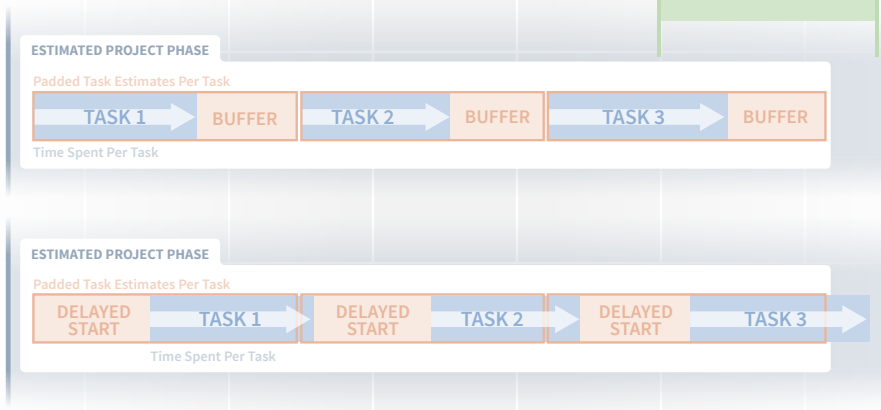 ESTIMATED PROJECT PHASE
Padded Task Estimates Per Task
TASK 1 BUFFER TASK 2 BUFFER TASK 3 BUFFER
Time Spent Per Task
ESTIMATED PROJECT PHASE
Padded Task Estimates Per Task
DELAYED START TASK 1 DELAYED START TASK 2 DELAYED START TASK 3
Time Spent Per Task